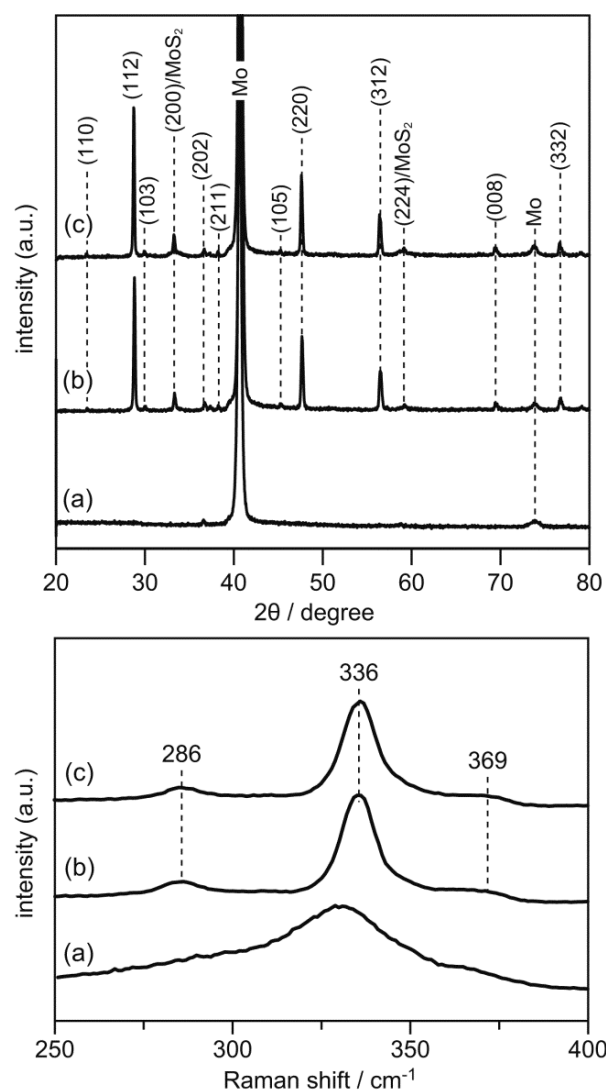 (110)
(112)
(103)
(200)/MoS₂
(202)
(211)
Mo
(105)
(220)
(312)
(224)/MoS₂
(008)
Mo
(332)
(c)
(b)
(a)
intensity (a.u.)
20 30 40 50 60 70 80
2θ / degree
336
286
369
(c)
(b)
(a)
intensity (a.u.)
250 300 350 400
Raman shift / cm⁻¹